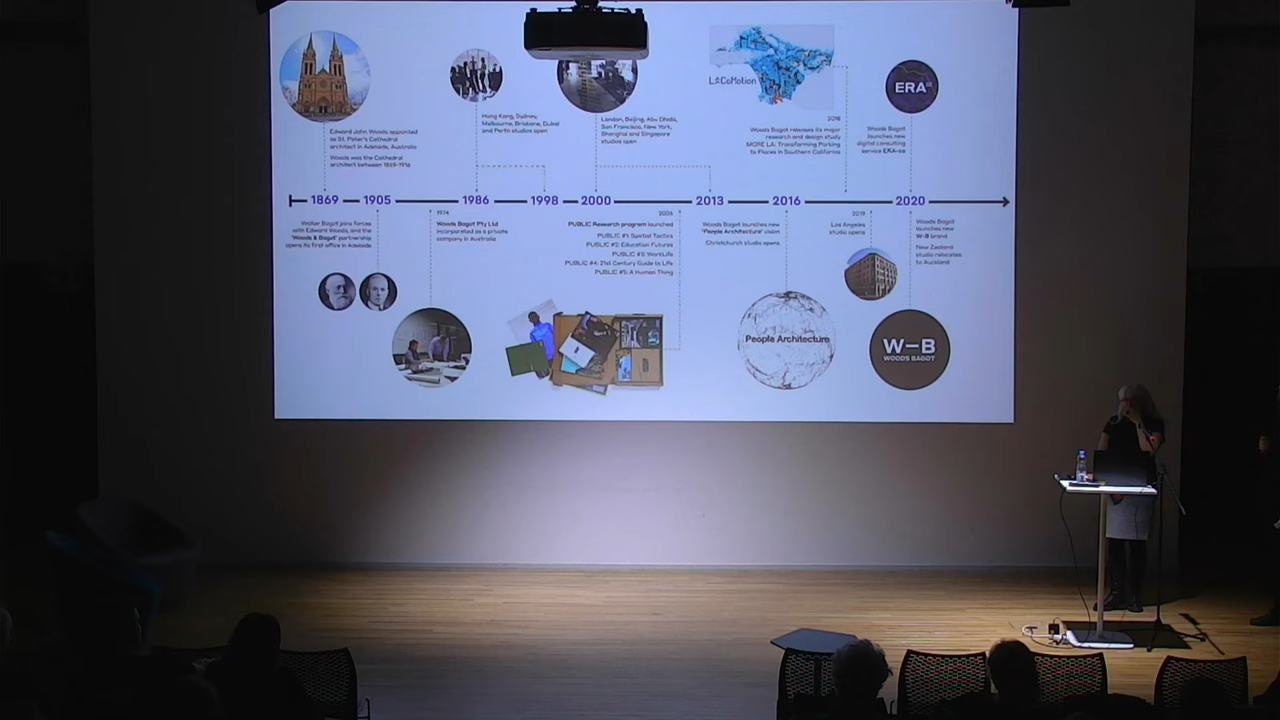 Edward John Woods appointed
as St. Peter's Cathedral
architect in Adelaide, Australia
Woods was the Cathedral
architect between 1869-1916
Hong Kong, Sydney,
Melbourne, Brisbane, Dubai
and Perth studios open
London, Beijing, Abu Dhabi,
San Francisco, New York,
Shanghai and Singapore
studios open
LACoMotion
2018
Woods Bagot releases its major
research and design study
MORE LA: Transforming Parking
to Places in Southern California
ERA
Woods Bagot
launches new
digital consulting
service ERA-co
1869
1905
1986
1998
2000
2013
2016
2020
Walter Bagot joins forces
with Edward Woods, and the
'Woods & Bagot' partnership
opens its first office in Adelaide
1974
Woods Bagot Pty Ltd
incorporated as a private
company in Australia
2006
PUBLIC Research program launched
PUBLIC #1: Spatial Tactics
PUBLIC #2: Education Futures
PUBLIC #3: WorkLife
PUBLIC #4: 21st Century Guide to Life
PUBLIC #5: A Human Thing
Woods Bagot launches new
'People Architecture' vision
Christchurch studio opens
People Architecture
2019
Los Angeles
studio opens
Woods Bagot
launches new
W-B brand
New Zealand
studio relocates
to Auckland
W–B
WOODS BAGOT